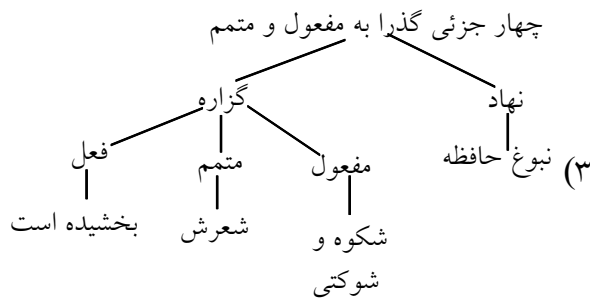 چهار جزئی گذرا به مفعول و متمم
نهاد
گزاره
۳) نبوغ حافظه
مفعول
متمم
فعل
شکوه و
شوکتی
شعرش
بخشیده است